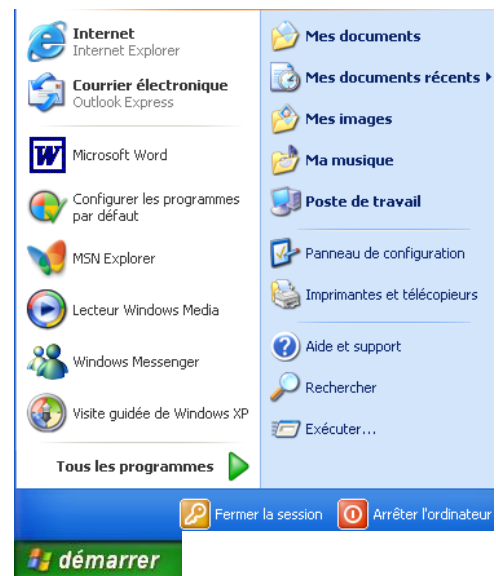 Internet
Internet Explorer
Courrier électronique
Outlook Express
Microsoft Word
Configurer les programmes
par défaut
MSN Explorer
Lecteur Windows Media
Windows Messenger
Visite guidée de Windows XP
Tous les programmes
Mes documents
Mes documents récents
Mes images
Ma musique
Poste de travail
Panneau de configuration
Imprimantes et télécopieurs
Aide et support
Rechercher
Exécuter...
Fermer la session
Arrêter l'ordinateur
démarrer